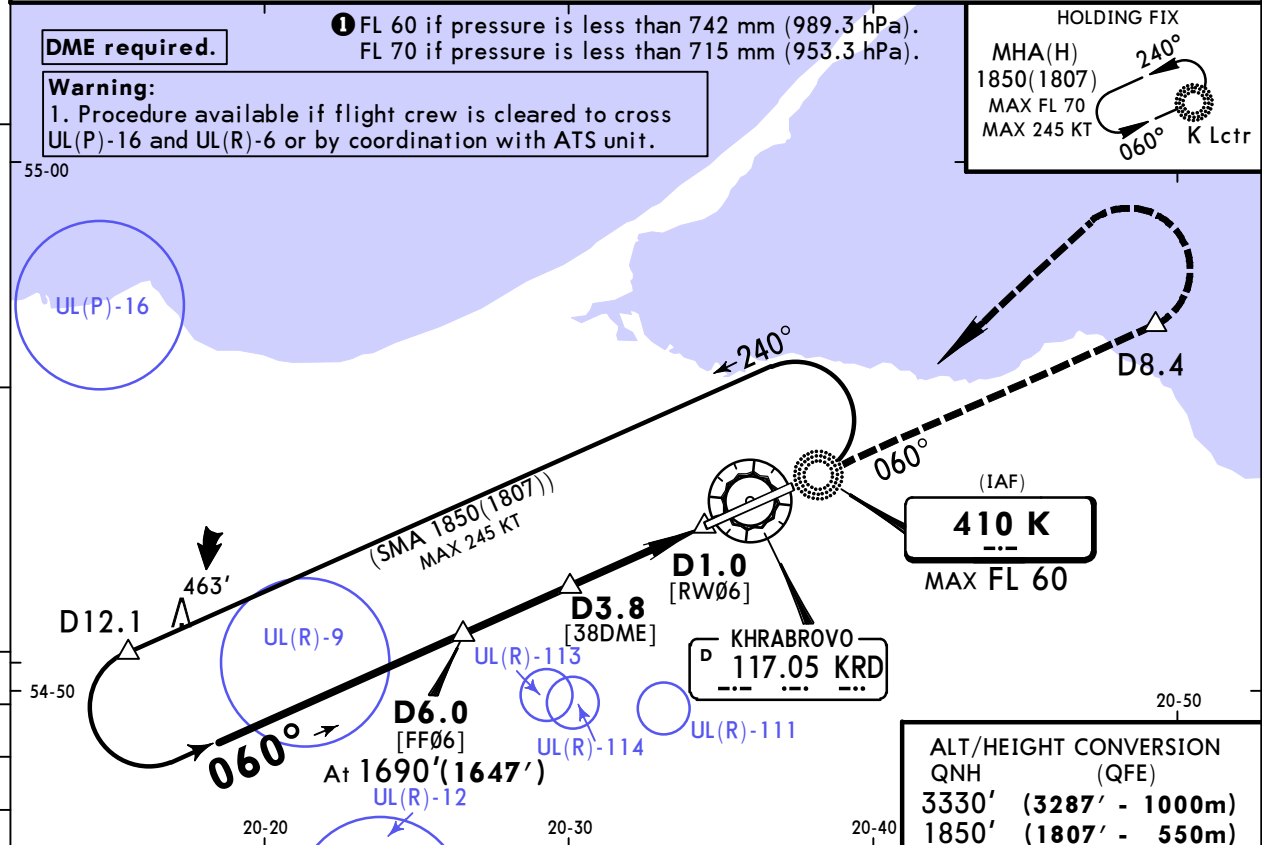 DME required.
❶ FL 60 if pressure is less than 742 mm (989.3 hPa).
FL 70 if pressure is less than 715 mm (953.3 hPa).
Warning:
1. Procedure available if flight crew is cleared to cross
UL(P)-16 and UL(R)-6 or by coordination with ATS unit.
HOLDING FIX
MHA(H)
1850(1807)
MAX FL 70
MAX 245 KT
240°
060°
K Lctr
55-00
UL(P)-16
240°
D8.4
060°
(IAF)
410 K
MAX FL 60
(SMA 1850(1807))
MAX 245 KT
D1.0
[RWØ6]
D3.8
[38DME]
463'
D12.1
UL(R)-9
KHRABROVO
D 117.05 KRD
UL(R)-113
54-50
D6.0
[FFØ6]
UL(R)-114
UL(R)-111
20-50
060°
At 1690'(1647')
UL(R)-12
20-20
20-30
20-40
ALT/HEIGHT CONVERSION
QNH (QFE)
3330' (3287' - 1000m)
1850' (1807' - 550m)